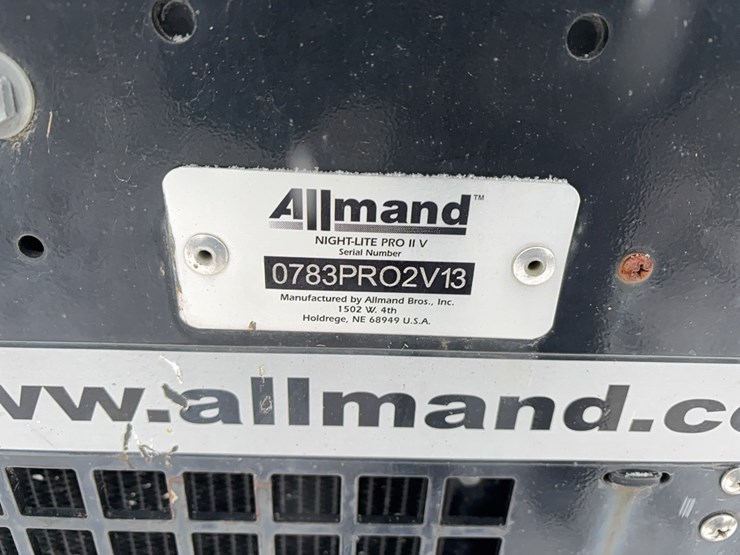 Allmand™
NIGHT-LITE PRO II V
Serial Number
0783PRO2V13
Manufactured by Allmand Bros., Inc.
1502 W. 4th
Holdrege, NE 68949 U.S.A.
ww.allmand.co